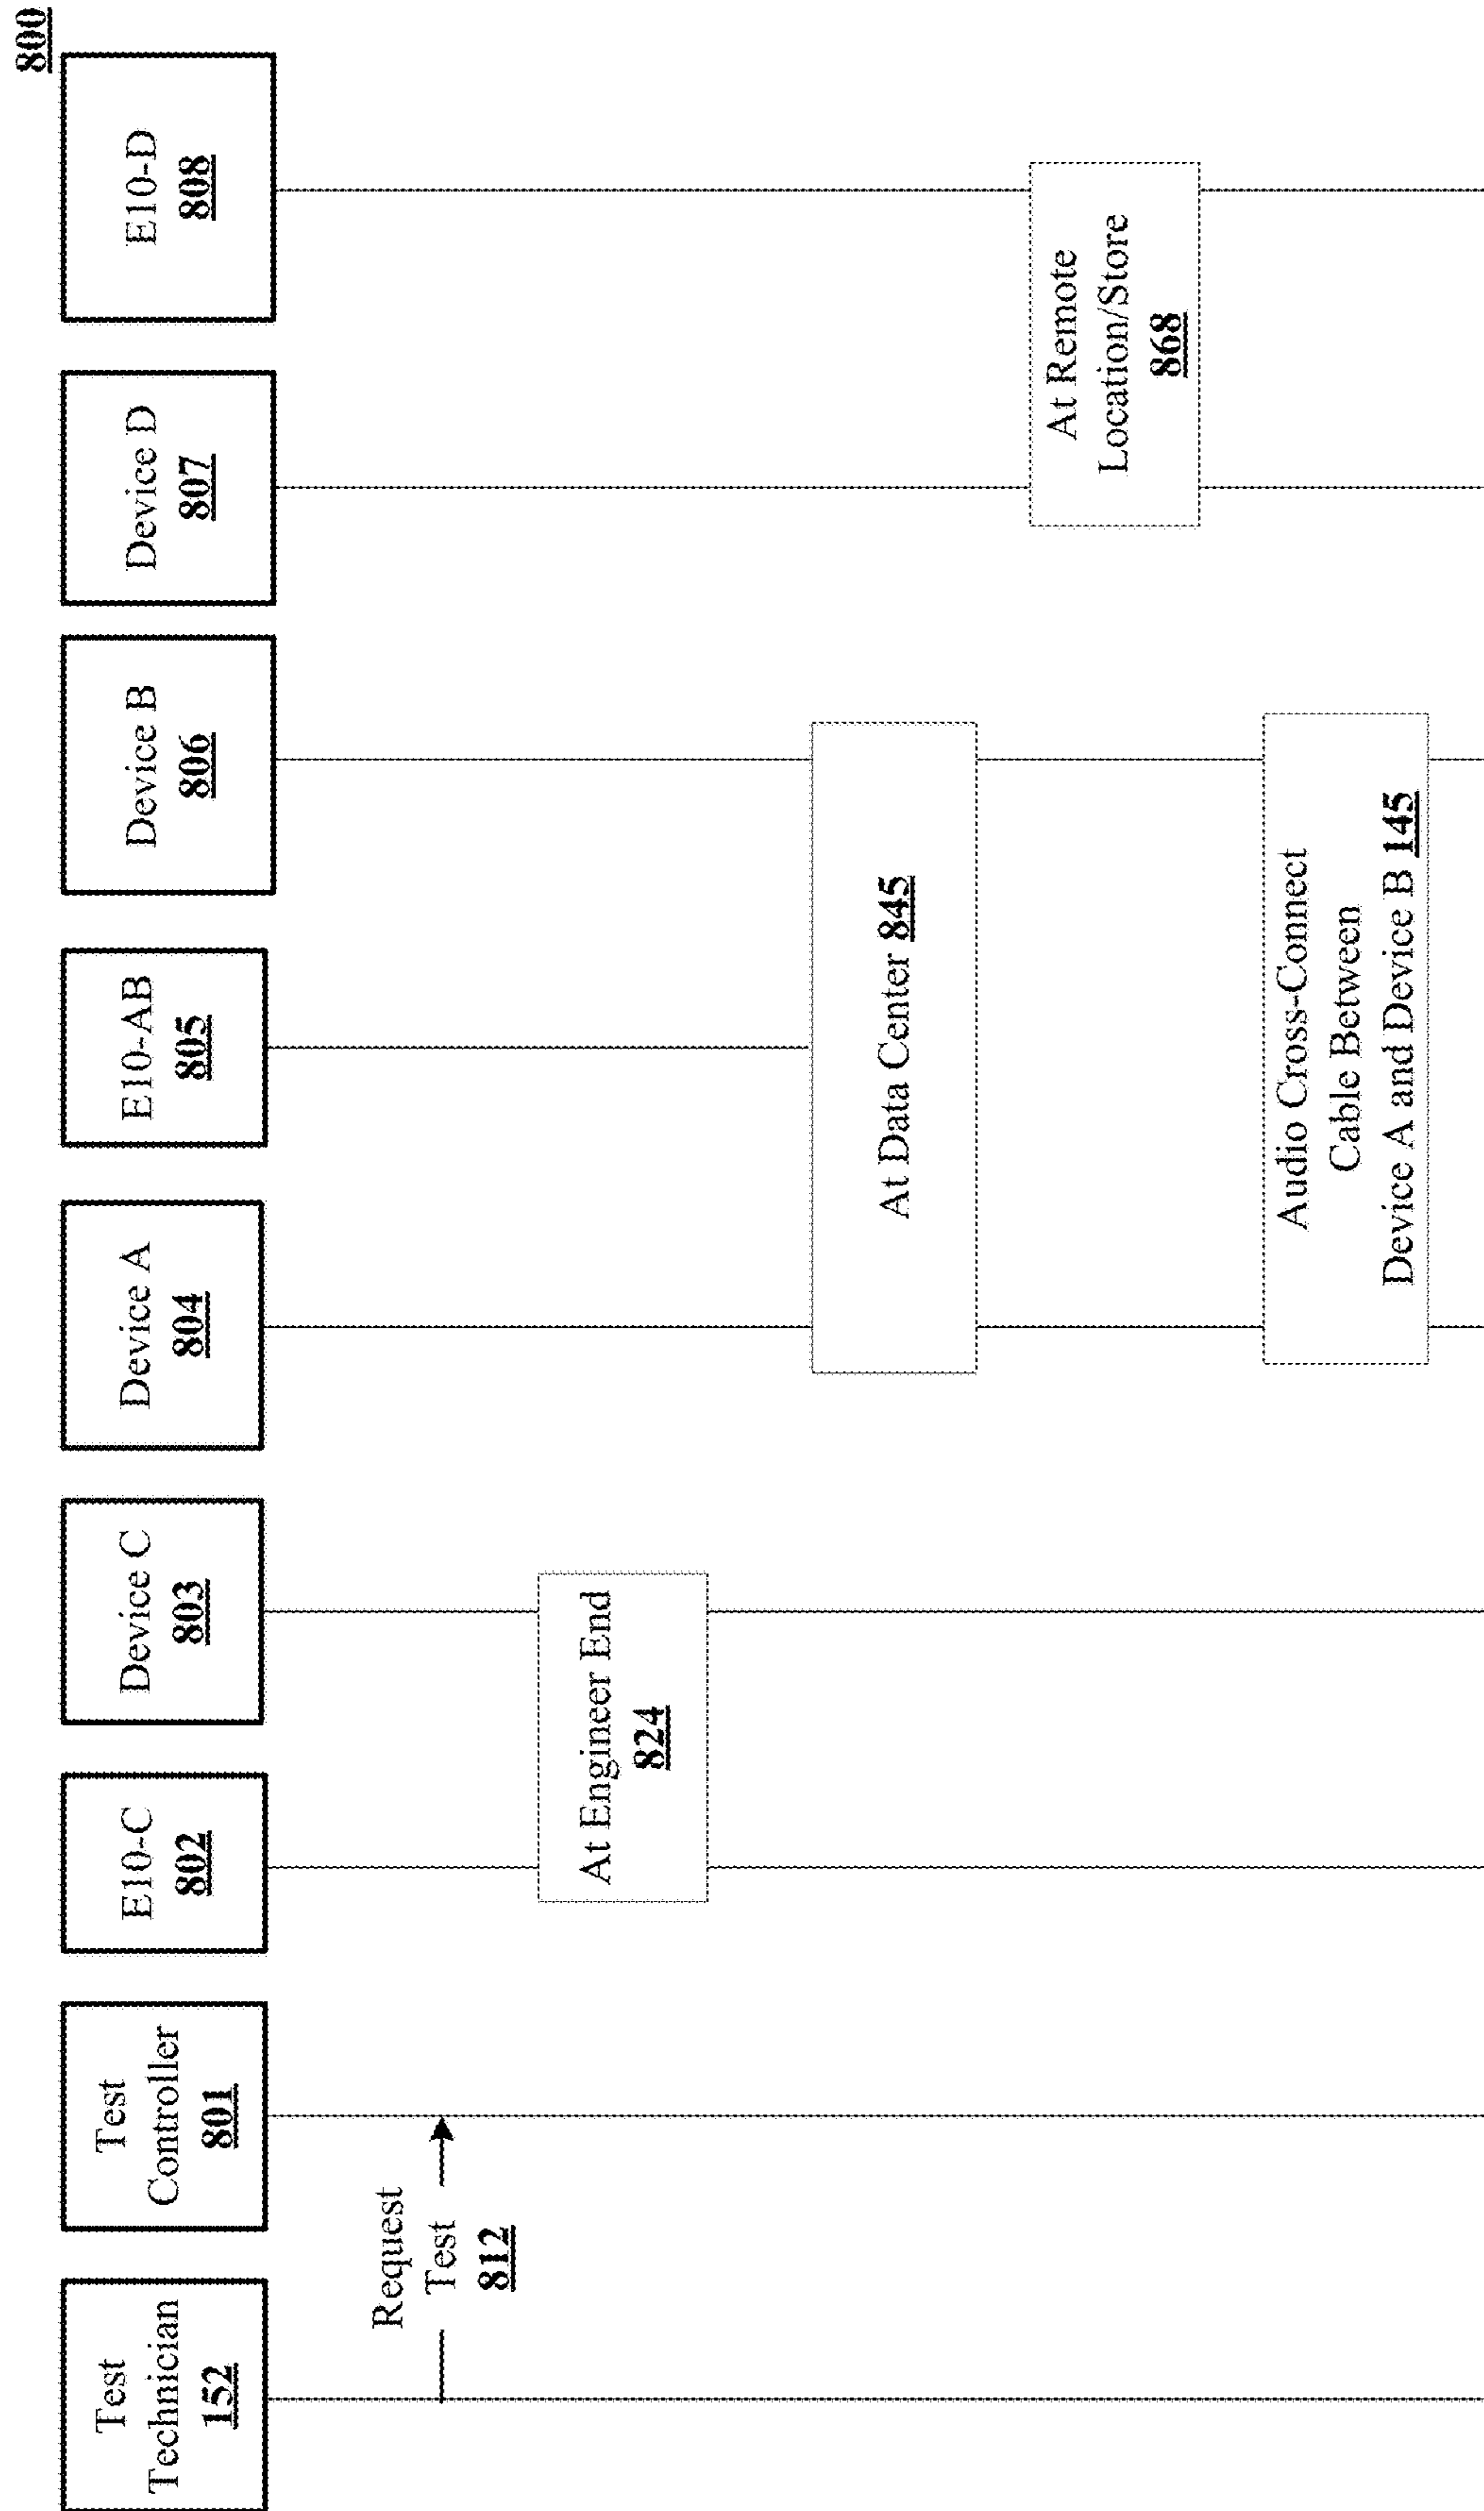 800
Test
Technician
152
Test
Controller
801
E10-C
802
Device C
803
Device A
804
E10-AB
805
Device B
806
Device D
807
E10-D
808
Request
Test
812
At Engineer End
824
At Data Center 845
At Remote
Location/Store
868
Audio Cross-Connect
Cable Between
Device A and Device B 145